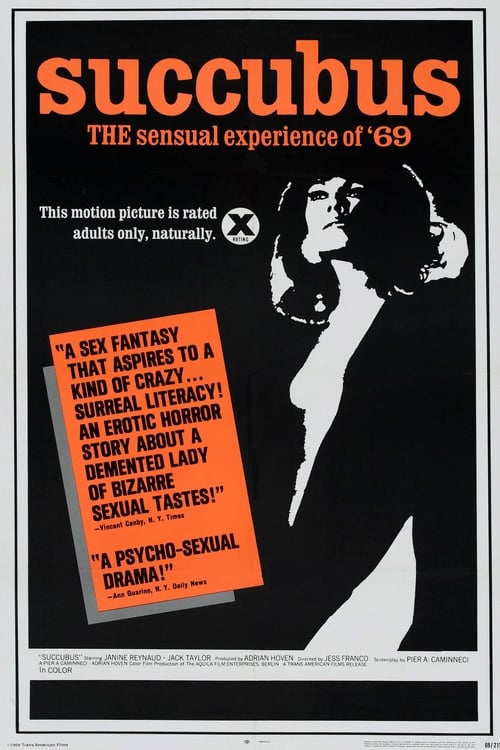 succubus
THE sensual experience of ‘69
This motion picture is rated
adults only, naturally.
X
RATING
“A SEX FANTASY
THAT ASPIRES TO A
KIND OF CRAZY...
SURREAL LITERACY!
AN EROTIC HORROR
STORY ABOUT A
DEMENTED LADY
OF BIZARRE
SEXUAL TASTES!”
–Vincent Canby, N. Y. Times
“A PSYCHO-SEXUAL
DRAMA!”
–Ann Guarino, N. Y. Daily News
“SUCCUBUS” Starring JANINE REYNAUD · JACK TAYLOR Produced by ADRIAN HOVEN Directed by JESS FRANCO Screenplay by PIER A. CAMINNECI
A PIER A CAMINNECI · ADRIAN HOVEN Color Film Production of The AQUILA FILM ENTERPRISES, BERLIN A TRANS AMERICAN FILMS RELEASE
In COLOR
©1969 Trans American Films